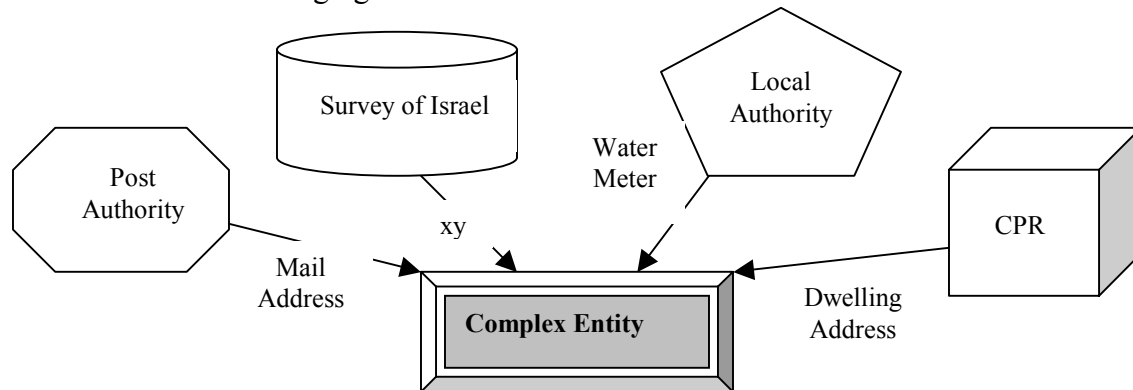 Survey of Israel
Local
Authority
Water
Meter
Post
Authority
CPR
xy
Mail
Address
Dwelling
Address
Complex Entity